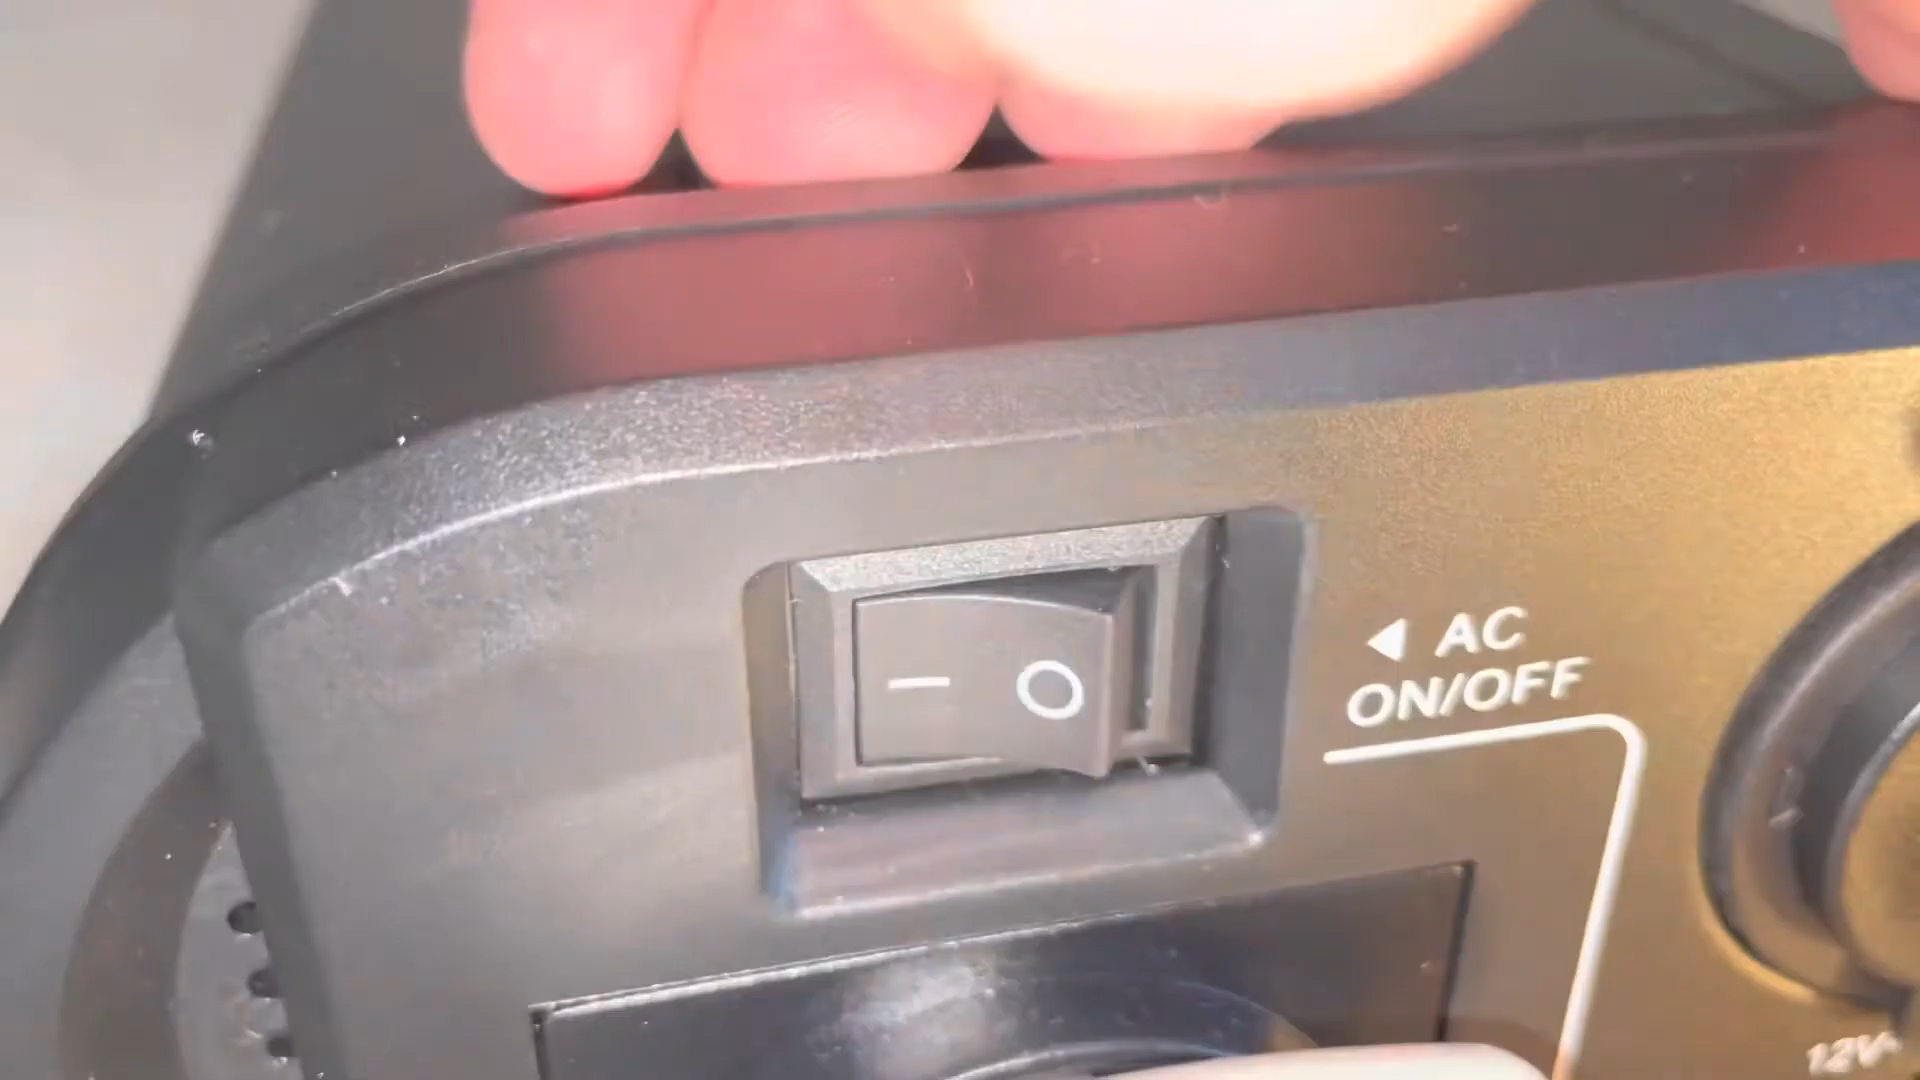 — O
◀ AC
ON/OFF
12V